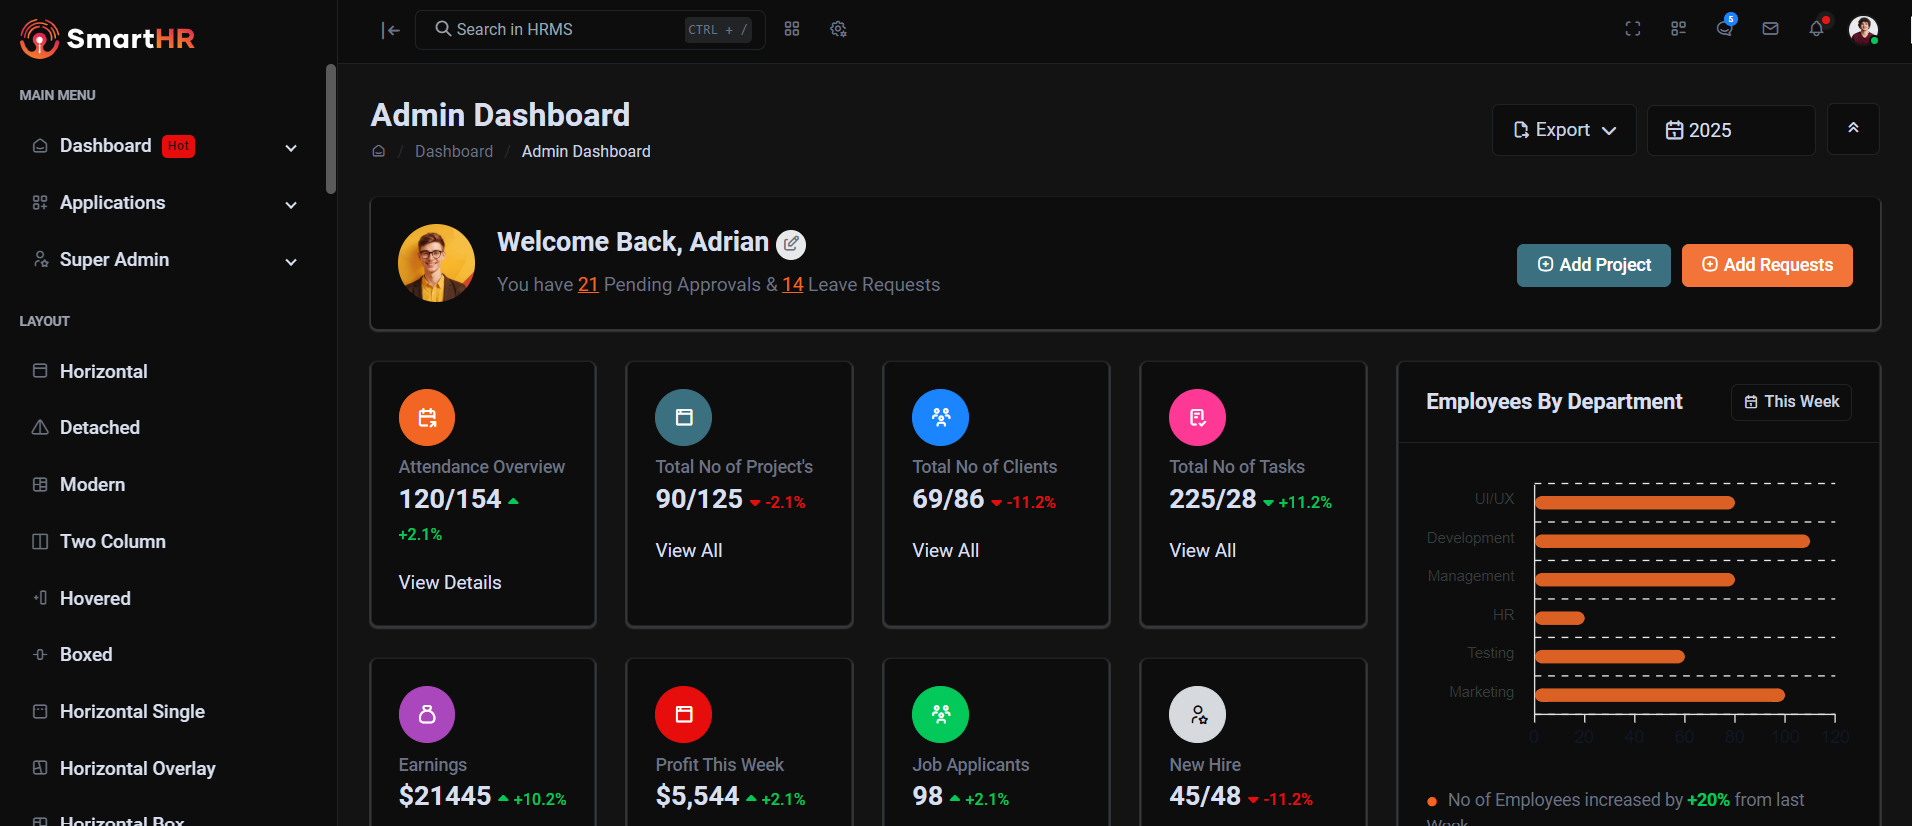 SmartHR
MAIN MENU
Dashboard Hot
Applications
Super Admin
LAYOUT
Horizontal
Detached
Modern
Two Column
Hovered
Boxed
Horizontal Single
Horizontal Overlay
Horizontal Box
Search in HRMS CTRL + /
5
Admin Dashboard
/ Dashboard / Admin Dashboard
Export
2025
Welcome Back, Adrian
You have 21 Pending Approvals & 14 Leave Requests
Add Project
Add Requests
Attendance Overview
120/154
+2.1%
View Details
Total No of Project's
90/125 -2.1%
View All
Total No of Clients
69/86 -11.2%
View All
Total No of Tasks
225/28 +11.2%
View All
Earnings
$21445 +10.2%
Profit This Week
$5,544 +2.1%
Job Applicants
98 +2.1%
New Hire
45/48 -11.2%
Employees By Department
This Week
UI/UX
Development
Management
HR
Testing
Marketing
0 20 40 60 80 100 120
No of Employees increased by +20% from last
Week